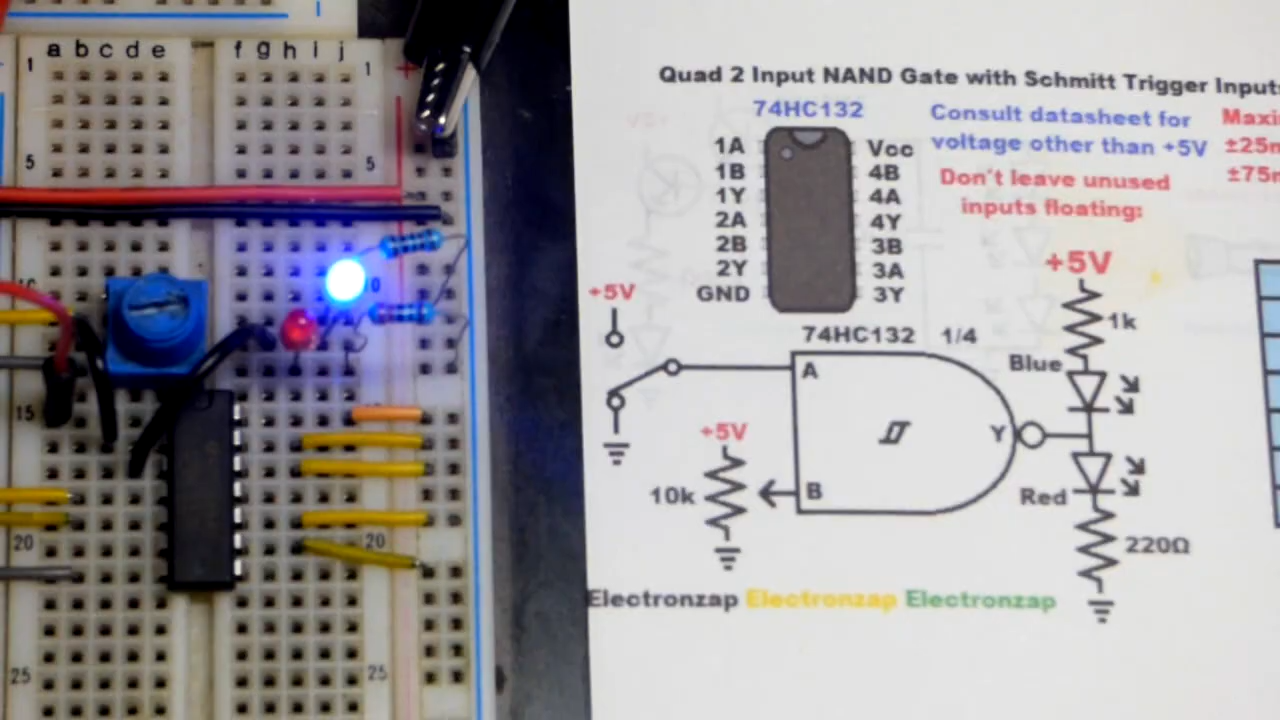 a b c d e f g h i j
1 1 +
5 5
15
20 20
25 25
Quad 2 Input NAND Gate with Schmitt Trigger
74HC132
Consult datasheet for
voltage other than +5V
Don't leave unused
inputs floating:
1A Vcc
1B 4B
1Y 4A
2A 4Y
2B 3B
2Y 3A
GND 3Y
74HC132 1/4
+5V
A
B
Y
+5V
10k
+5V
1k
Blue
Red
220Ω
Electronzap Electronzap Electronzap